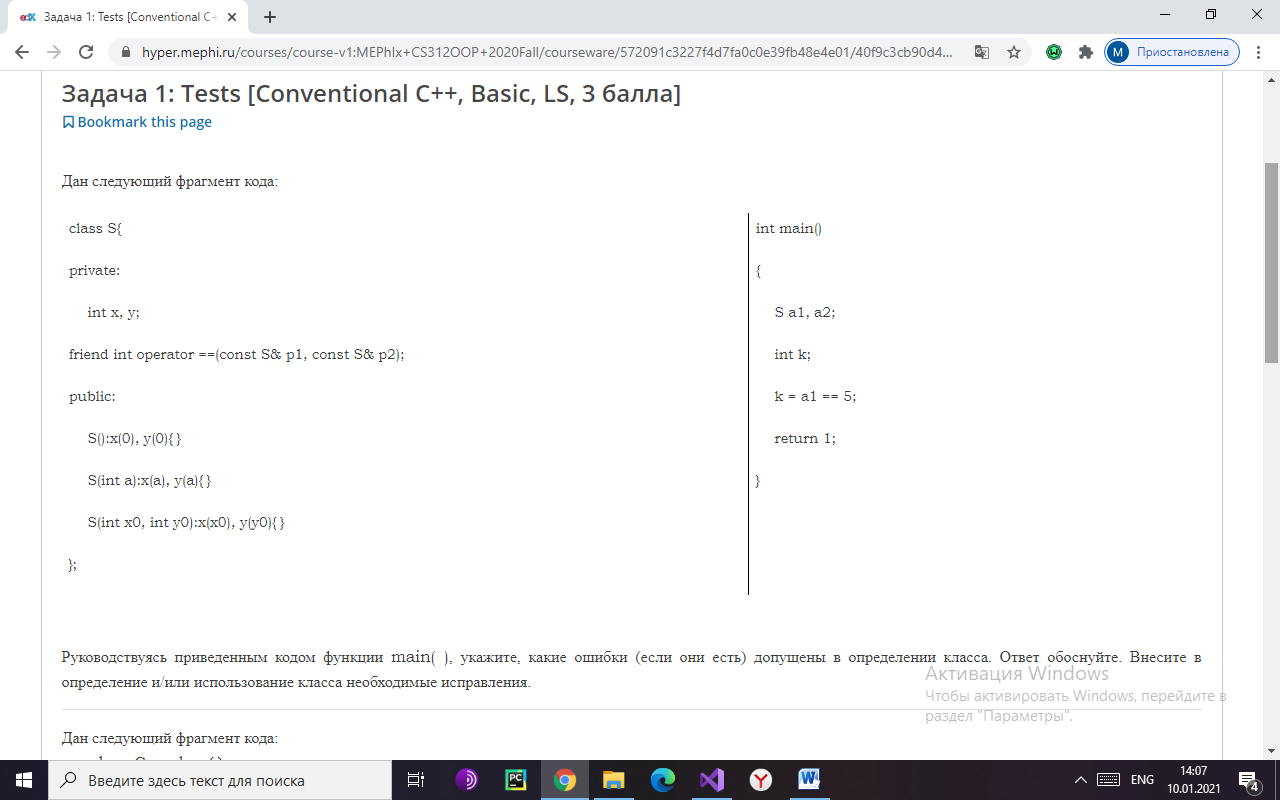 Задача 1: Tests [Conventional C+
hyper.mephi.ru/courses/course-v1:MEPhIx+CS312OOP+2020Fall/courseware/572091c3227f4d7fa0c0e39fb48e4e01/40f9c3cb90d4...
M Приостановлена
Задача 1: Tests [Conventional C++, Basic, LS, 3 балла]
Bookmark this page
Дан следующий фрагмент кода:
class S{
private:
int x, y;
friend int operator ==(const S& p1, const S& p2);
public:
S():x(0), y(0){}
S(int a):x(a), y(a){}
S(int x0, int y0):x(x0), y(y0){}
};
int main()
{
S a1, a2;
int k;
k = a1 == 5;
return 1;
}
Руководствуясь приведенным кодом функции main( ), укажите, какие ошибки (если они есть) допущены в определении класса. Ответ обоснуйте. Внесите в
определение и/или использование класса необходимые исправления.
Активация Windows
Чтобы активировать Windows, перейдите в
раздел "Параметры".
Дан следующий фрагмент кода:
Введите здесь текст для поиска
ENG
14:07
10.01.2021
4